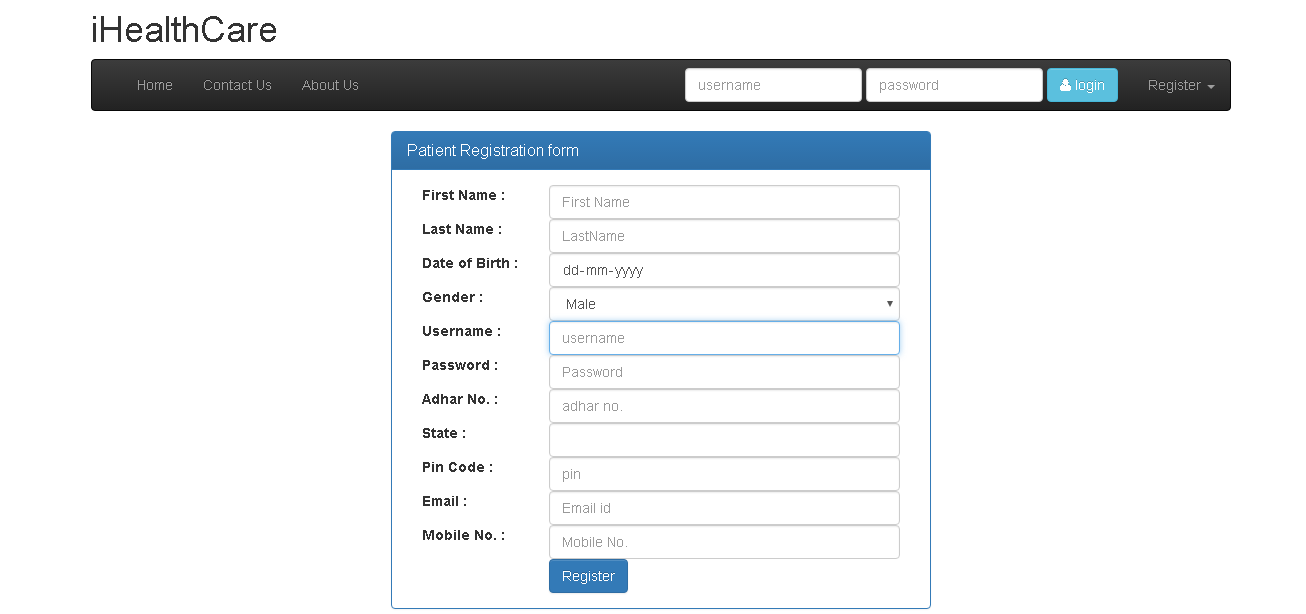 iHealthCare
Home Contact Us About Us username password login Register
Patient Registration form
First Name : First Name
Last Name : LastName
Date of Birth : dd-mm-yyyy
Gender : Male
Username : username
Password : Password
Adhar No. : adhar no.
State :
Pin Code : pin
Email : Email id
Mobile No. : Mobile No.
Register